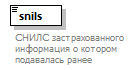 snils
СНИЛС застрахованного
информация о котором
подавалась ранее